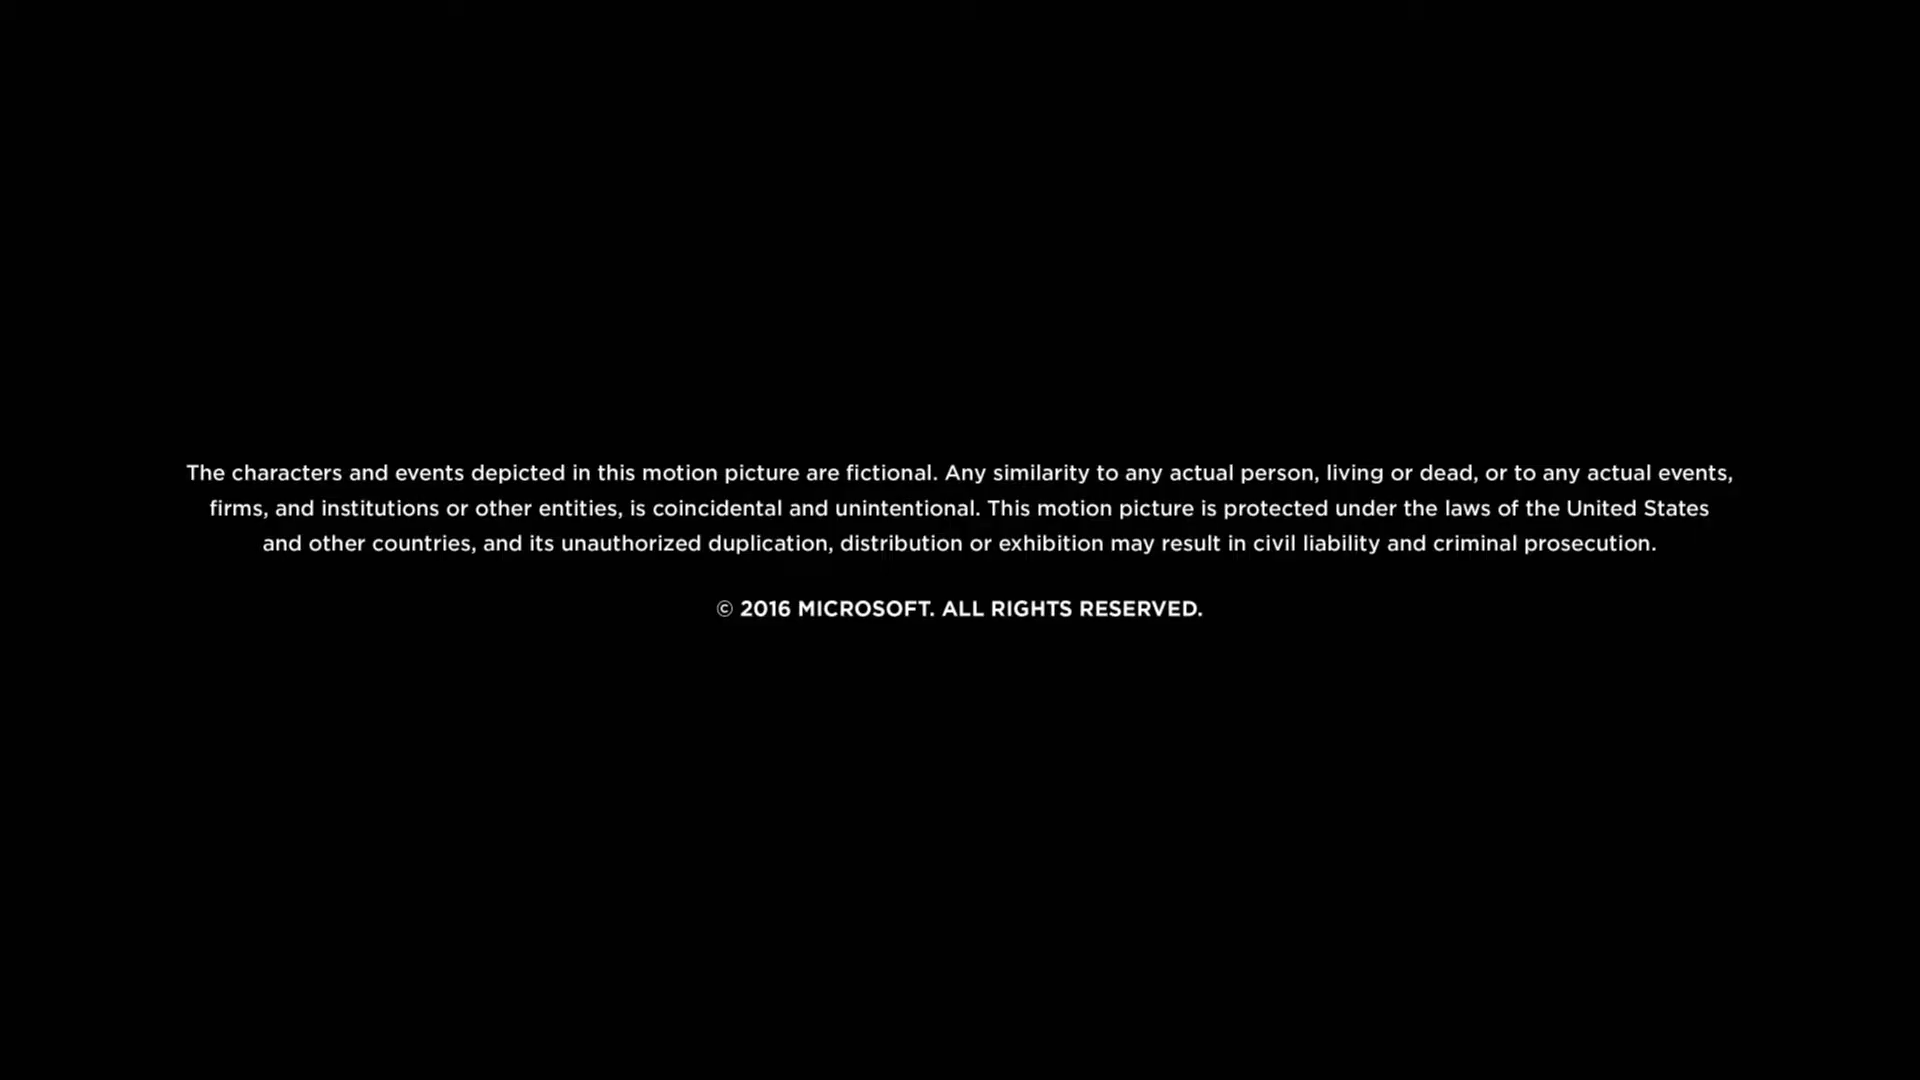 The characters and events depicted in this motion picture are fictional. Any similarity to any actual person, living or dead, or to any actual events,
firms, and institutions or other entities, is coincidental and unintentional. This motion picture is protected under the laws of the United States
and other countries, and its unauthorized duplication, distribution or exhibition may result in civil liability and criminal prosecution.
© 2016 MICROSOFT. ALL RIGHTS RESERVED.